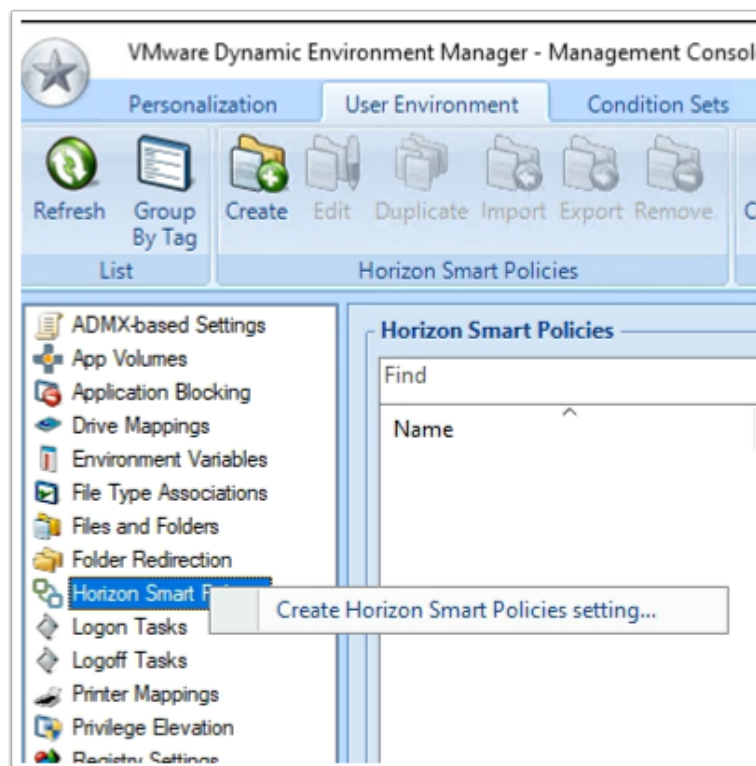 VMware Dynamic Environment Manager - Management Consol
Personalization User Environment Condition Sets
Refresh Group By Tag Create Edit Duplicate Import Export Remove
List Horizon Smart Policies
ADMX-based Settings
App Volumes
Application Blocking
Drive Mappings
Environment Variables
File Type Associations
Files and Folders
Folder Redirection
Horizon Smart
Logon Tasks
Logoff Tasks
Printer Mappings
Privilege Elevation
Registry Settings
Horizon Smart Policies
Find
Name
Create Horizon Smart Policies setting...